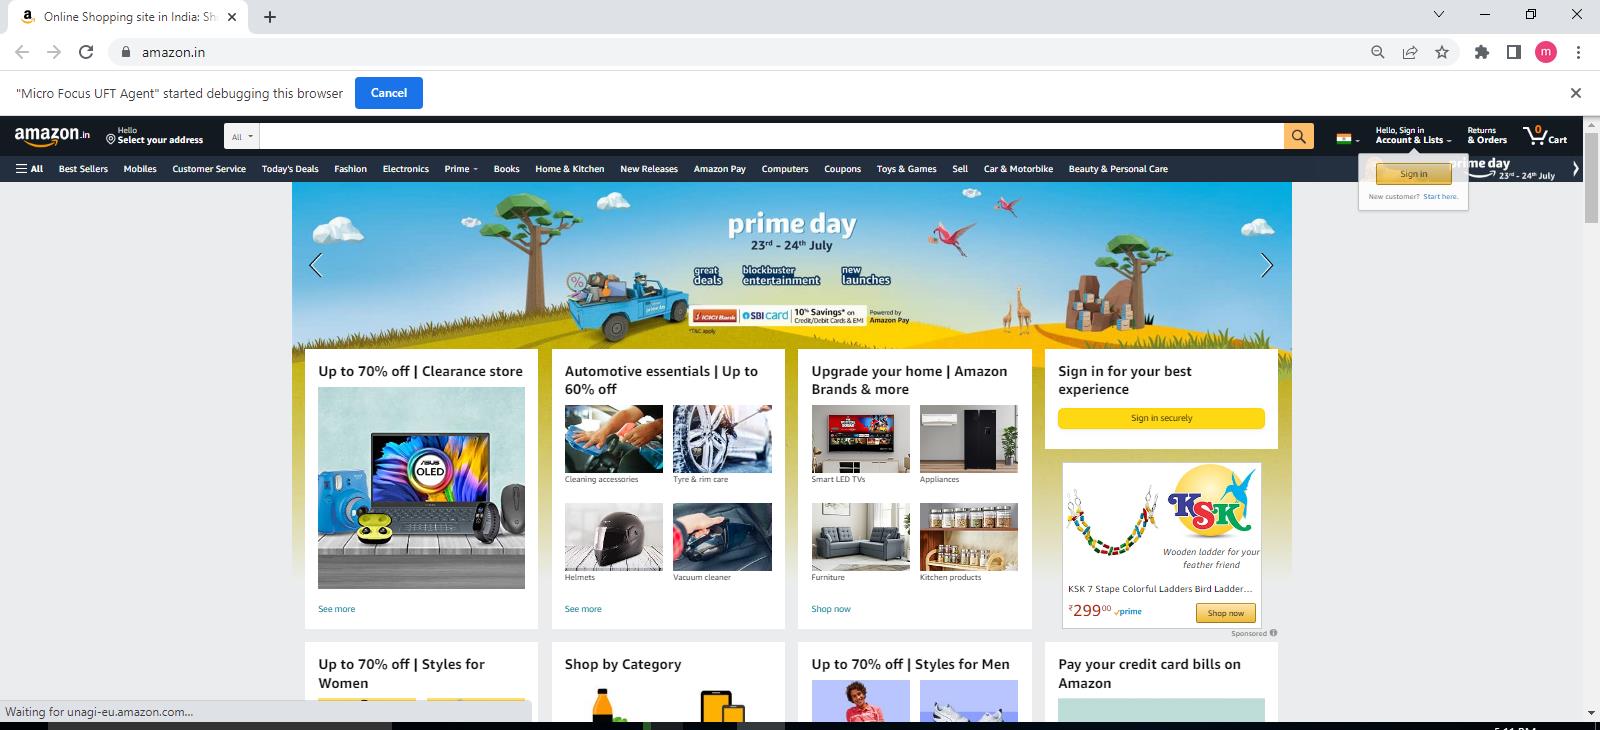 Online Shopping site in India: Sh
amazon.in
m
"Micro Focus UFT Agent" started debugging this browser
Cancel
amazon.in
Hello
Select your address
All
Hello, Sign in
Account & Lists
Returns
& Orders
0
Cart
All
Best Sellers
Mobiles
Customer Service
Today's Deals
Fashion
Electronics
Prime
Books
Home & Kitchen
New Releases
Amazon Pay
Computers
Coupons
Toys & Games
Sell
Car & Motorbike
Beauty & Personal Care
prime day
23rd - 24th July
Sign in
New customer? Start here.
prime day
23rd - 24th July
great
deals
blockbuster
entertainment
new
launches
ICICI Bank
SBI card
10% Savings* on
Credit/Debit Cards & EMI
Powered by
Amazon Pay
*T&C apply
Up to 70% off | Clearance store
ASUS
OLED
See more
Automotive essentials | Up to
60% off
Cleaning accessories
Tyre & rim care
Helmets
Vacuum cleaner
See more
Upgrade your home | Amazon
Brands & more
Smart LED TVs
Appliances
Furniture
Kitchen products
Shop now
Sign in for your best
experience
Sign in securely
KSK
Wooden ladder for your
feather friend
KSK 7 Stape Colorful Ladders Bird Ladder...
₹29900 prime
Shop now
Sponsored
Up to 70% off | Styles for
Women
Shop by Category
Up to 70% off | Styles for Men
Pay your credit card bills on
Amazon
Waiting for unagi-eu.amazon.com...